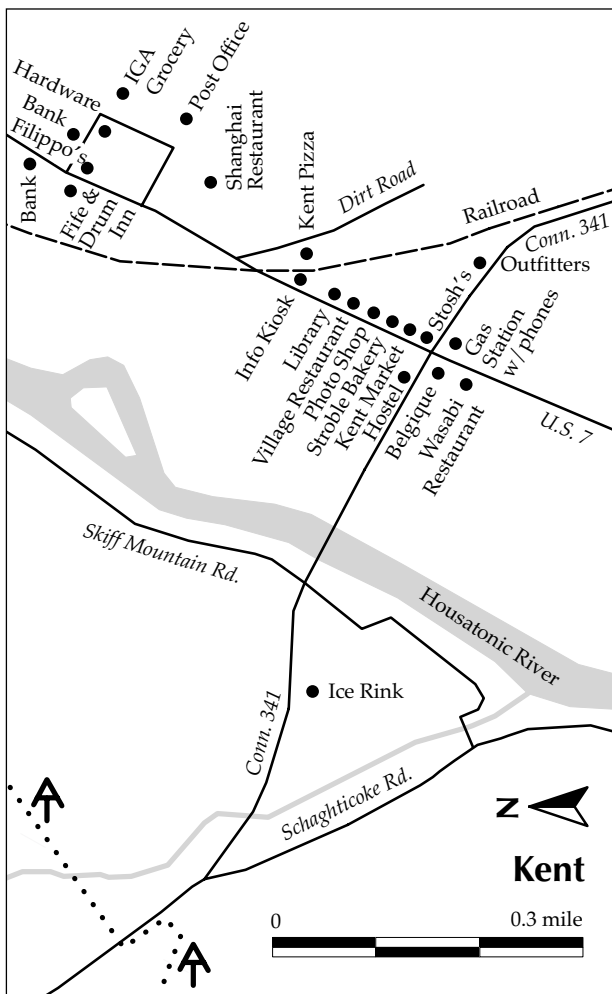 Hardware
IGA
Grocery
Post Office
Bank
Filippo's
Shanghai
Restaurant
Kent Pizza
Dirt Road
Railroad
Conn. 341
Bank
Fife &
Drum
Inn
Outfitters
Stosh's
Info Kiosk
Library
Village Restaurant
Photo Shop
Stroble Bakery
Kent Market
Hostel
Belgique
Wasabi
Restaurant
Gas
Station
w/ phones
U.S. 7
Skiff Mountain Rd.
Housatonic River
Ice Rink
Conn. 341
Schaghticoke Rd.
N
Kent
0
0.3 mile